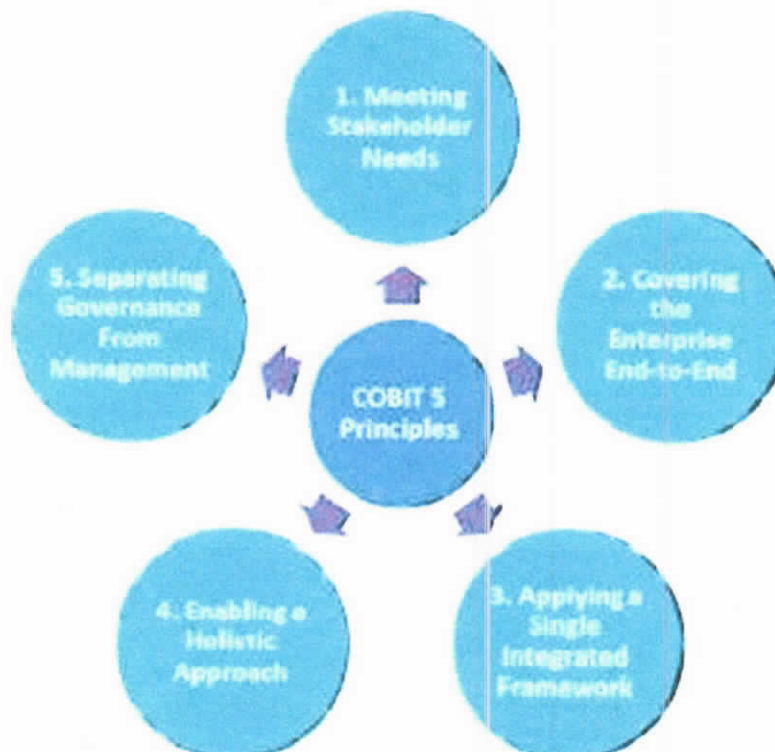 1. Meeting
Stakeholder
Needs
2. Covering
the
Enterprise
End-to-End
3. Applying a
Single
Integrated
Framework
4. Enabling a
Holistic
Approach
5. Separating
Governance
From
Management
COBIT 5
Principles